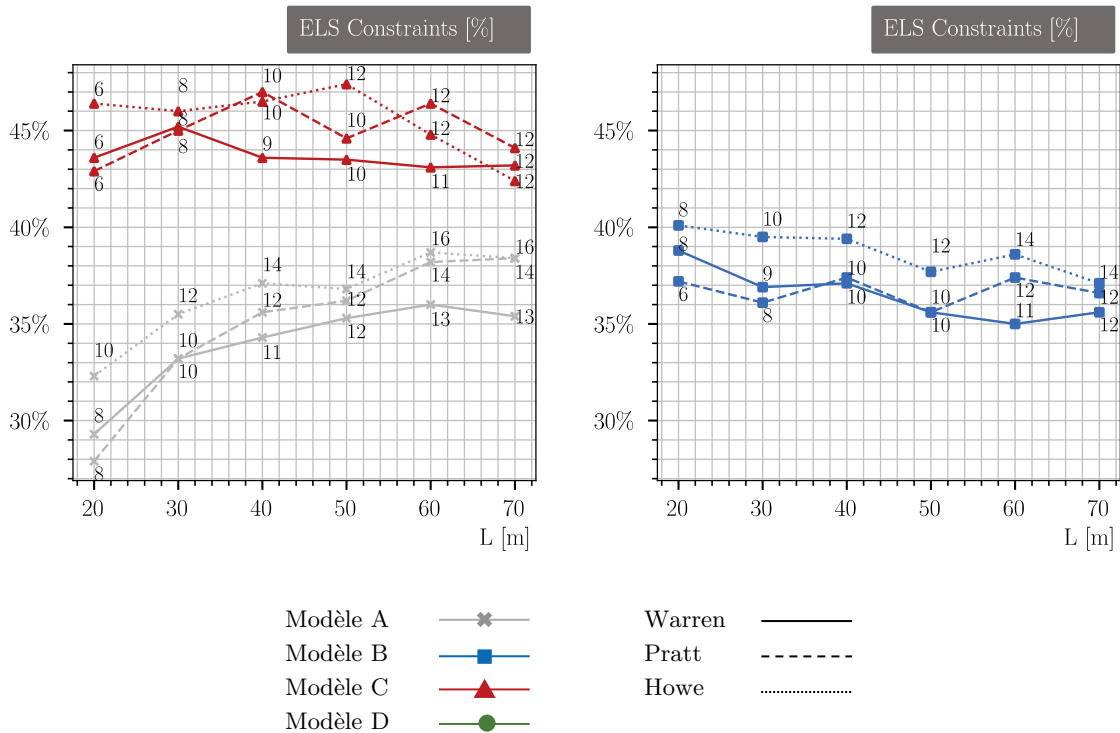 ELS Constraints [%]
ELS Constraints [%]
45%
40%
35%
30%
6 8 10 12 12 12
6 8 10 10 12 12
6 8 9 10 11 12
10 12 14 14 16 16
8 10 12 12 14 14
8 10 11 12 13 13
20 30 40 50 60 70
L [m]
45%
40%
35%
30%
8 10 12 12 14 14
8 9 10 10 11 12
6 8 10 10 12 12
20 30 40 50 60 70
L [m]
Modèle A
Modèle B
Modèle C
Modèle D
Warren
Pratt
Howe